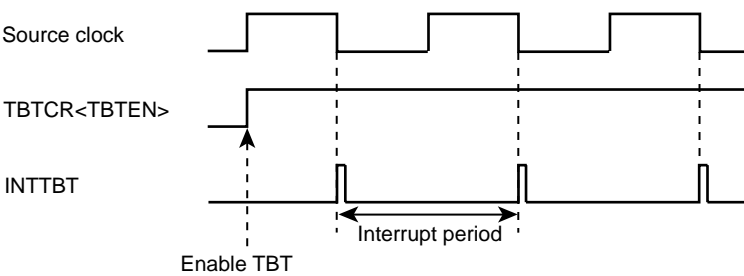 Source clock
TBTCR<TBTEN>
INTTBT
Interrupt period
Enable TBT